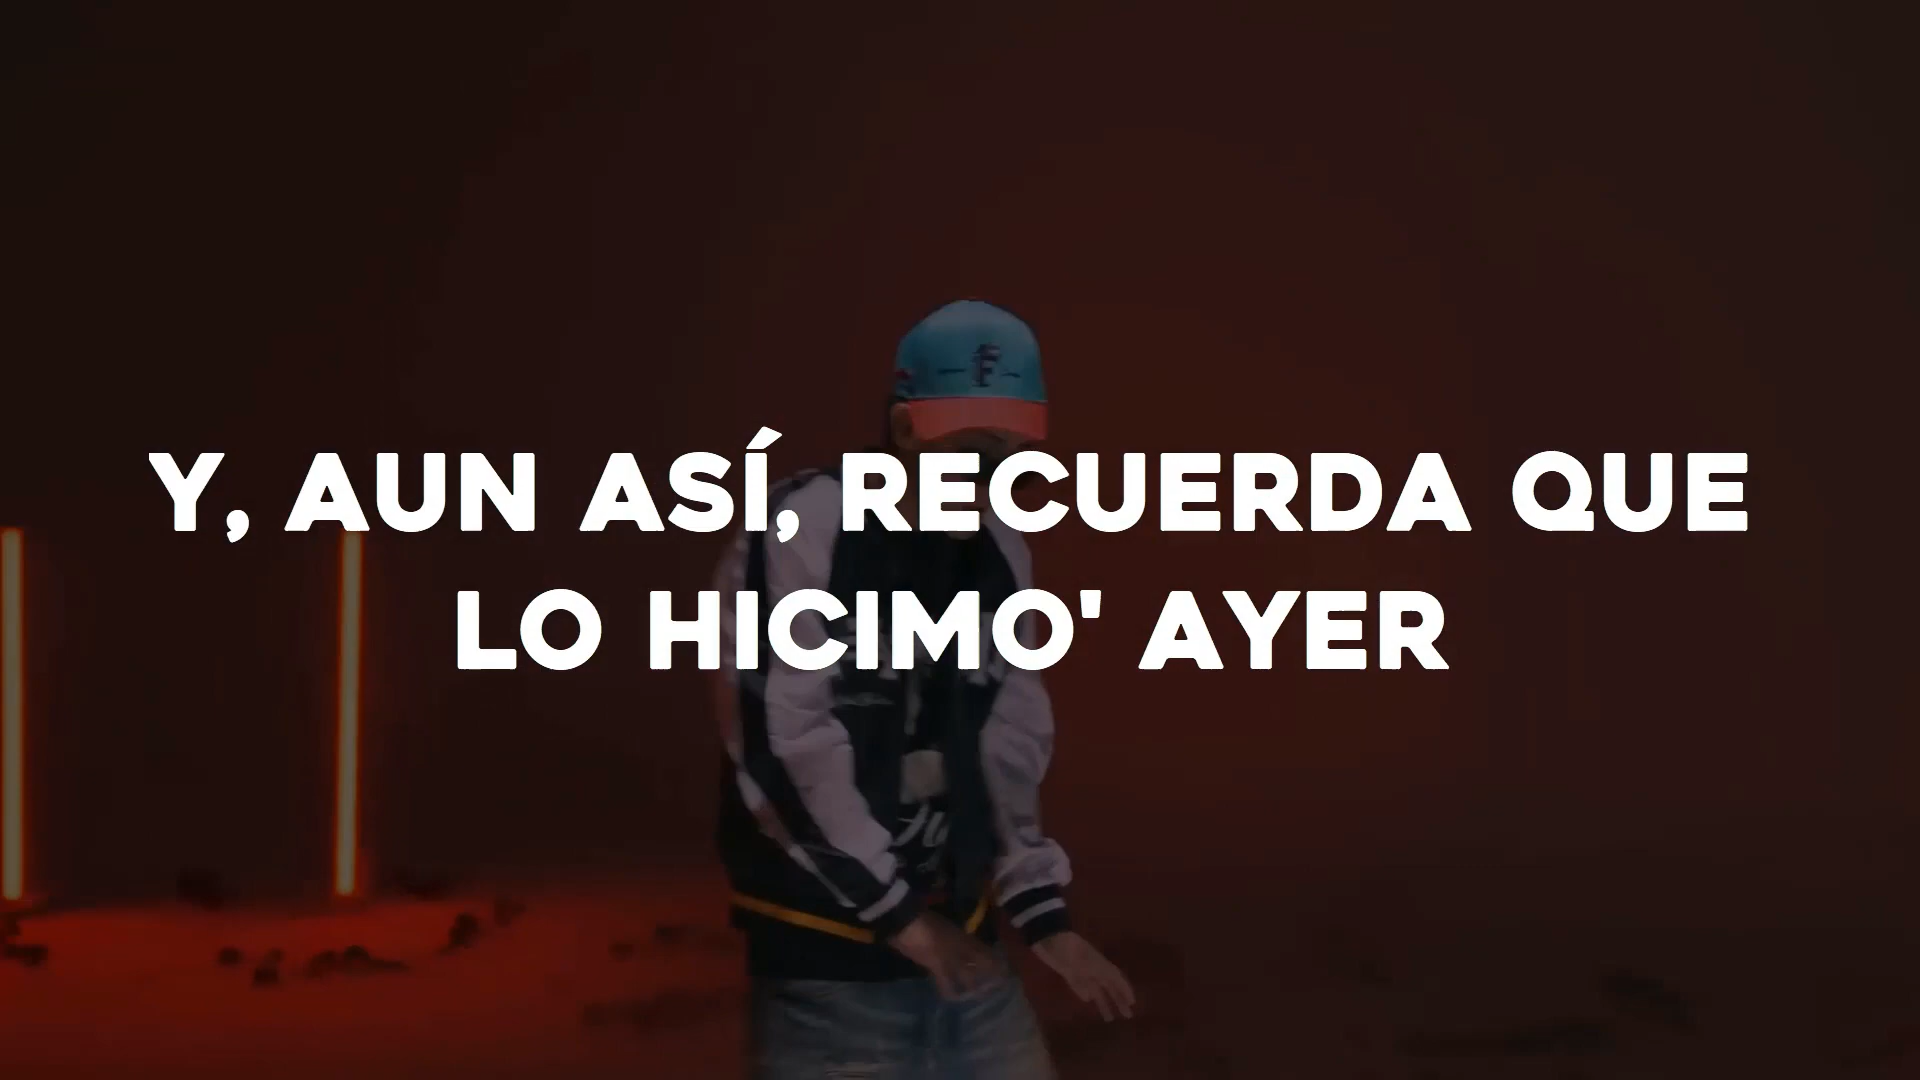 F
Y, AUN ASÍ, RECUERDA QUE
LO HICIMO' AYER